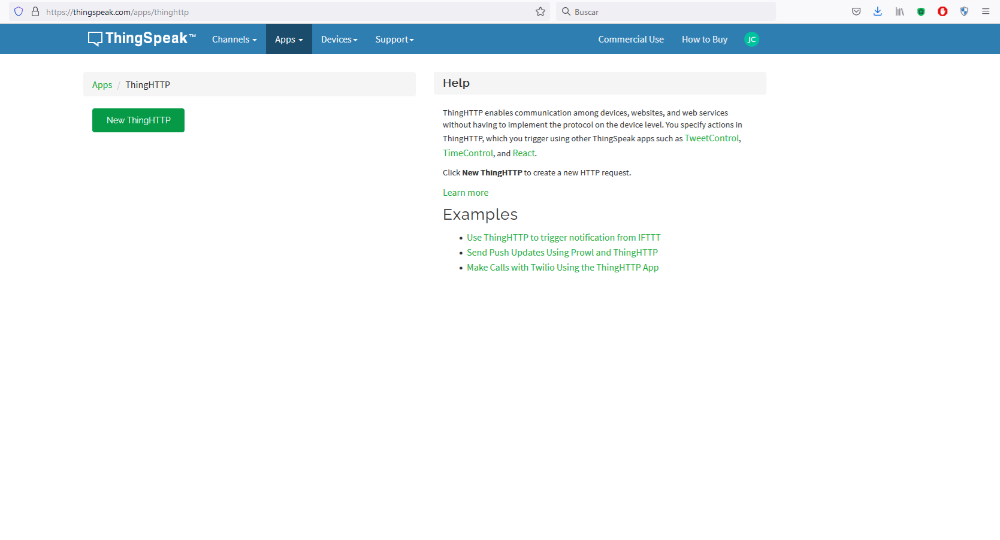 https://thingspeak.com/apps/thinghttp
Buscar
ThingSpeak™ Channels Apps Devices Support Commercial Use How to Buy JC
Apps / ThingHTTP
New ThingHTTP
Help
ThingHTTP enables communication among devices, websites, and web services
without having to implement the protocol on the device level. You specify actions in
ThingHTTP, which you trigger using other ThingSpeak apps such as TweetControl,
TimeControl, and React.
Click New ThingHTTP to create a new HTTP request.
Learn more
Examples
• Use ThingHTTP to trigger notification from IFTTT
• Send Push Updates Using Prowl and ThingHTTP
• Make Calls with Twilio Using the ThingHTTP App